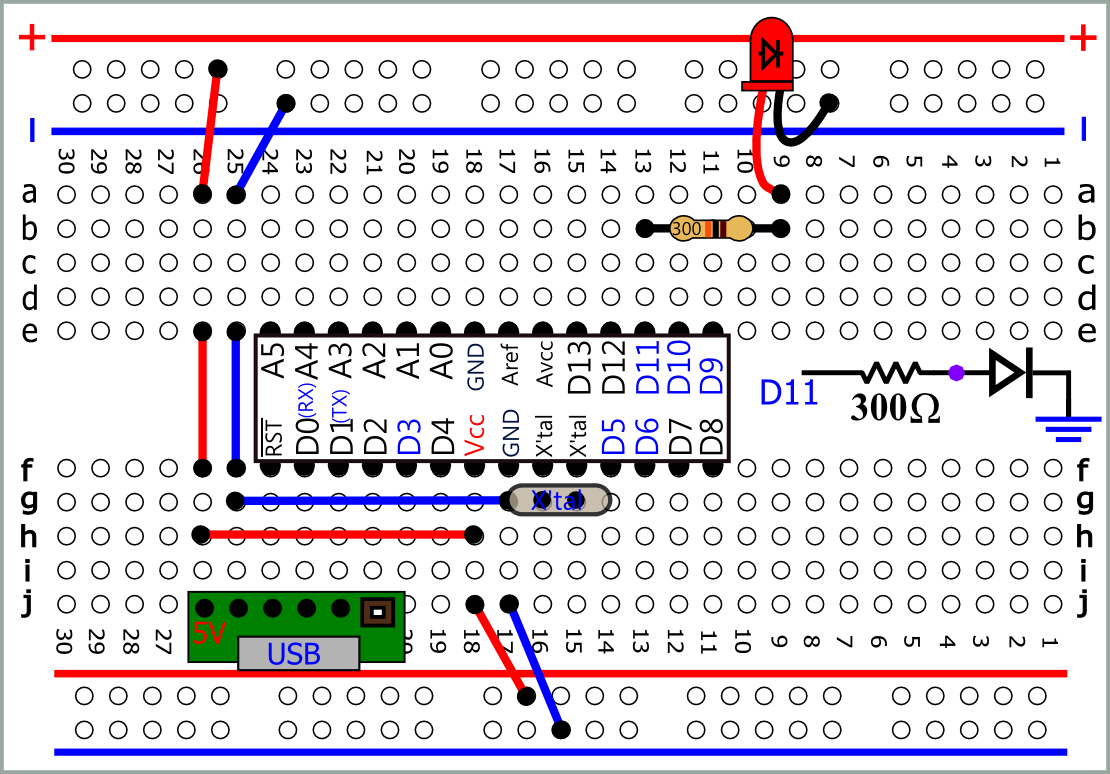 + +
30 29 28 27 26 25 24 23 22 21 20 19 18 17 16 15 14 13 12 11 10 9 8 7 6 5 4 3 2 1
a a
b 300 b
c c
d d
e e
A5 A4 A3 A2 A1 A0 GND Aref Avcc D13 D12 D11 D10 D9
D11 300Ω
RST D0(RX) D1(TX) D2 D3 D4 Vcc GND X'tal X'tal D5 D6 D7 D8
f f
g X'tal g
h h
i i
j j
5V
USB
30 29 28 27 20 19 18 17 16 15 14 13 12 11 10 9 8 7 6 5 4 3 2 1